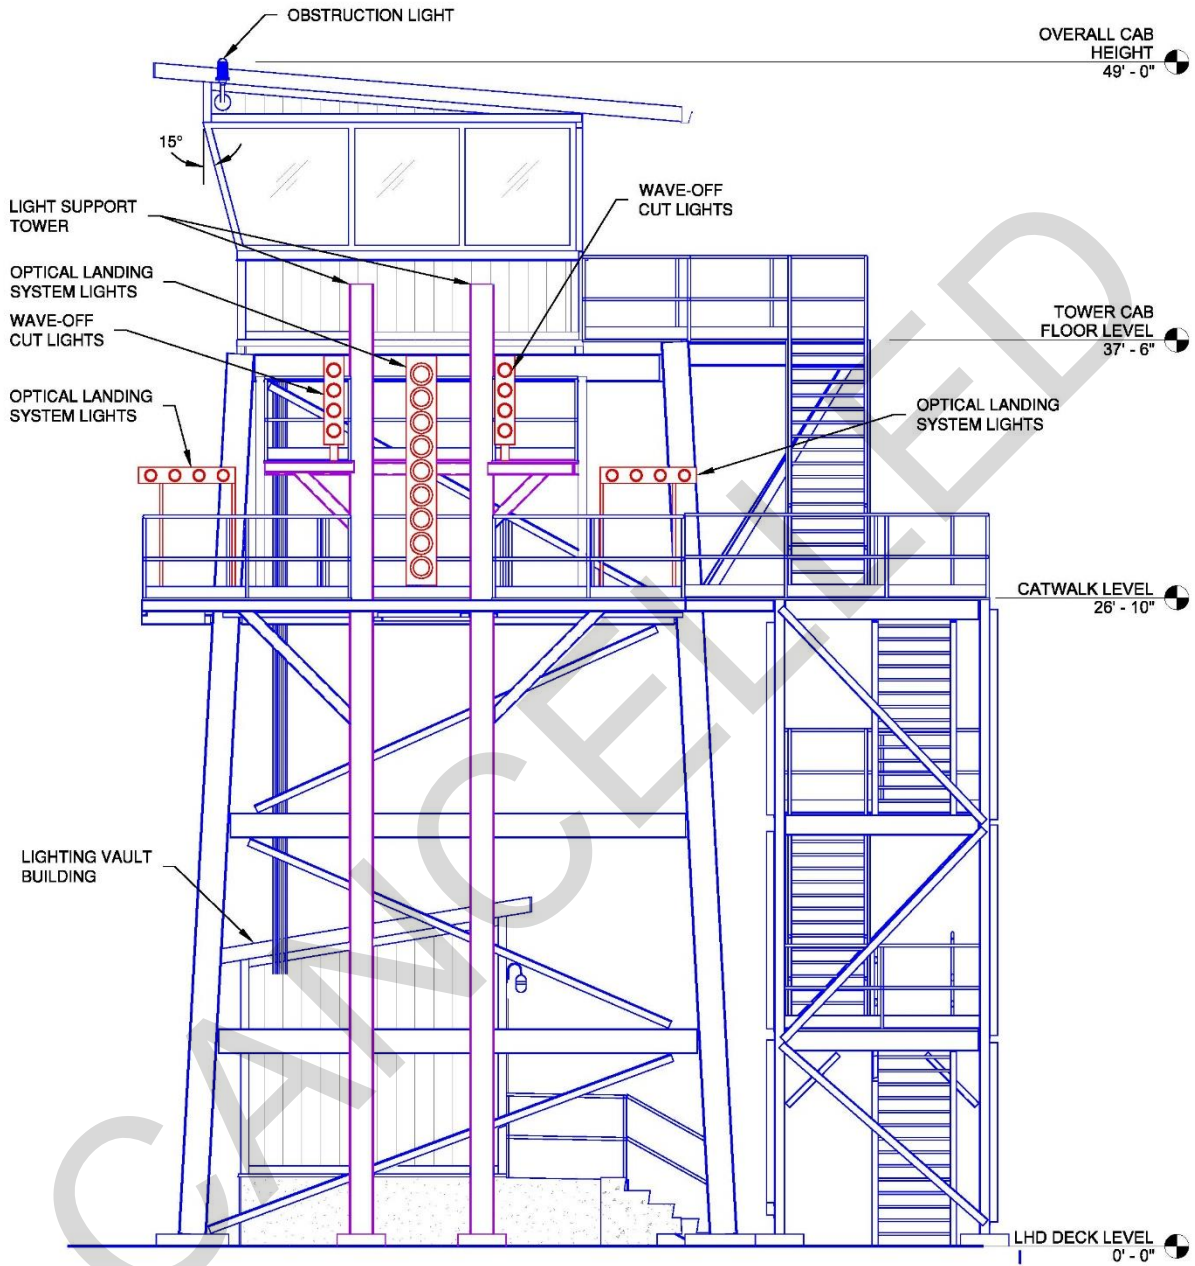 OBSTRUCTION LIGHT
OVERALL CAB
HEIGHT
49' - 0"
15°
WAVE-OFF
CUT LIGHTS
LIGHT SUPPORT
TOWER
OPTICAL LANDING
SYSTEM LIGHTS
WAVE-OFF
CUT LIGHTS
TOWER CAB
FLOOR LEVEL
37' - 6"
OPTICAL LANDING
SYSTEM LIGHTS
OPTICAL LANDING
SYSTEM LIGHTS
CATWALK LEVEL
26' - 10"
LIGHTING VAULT
BUILDING
LHD DECK LEVEL
0' - 0"
CANCELLED